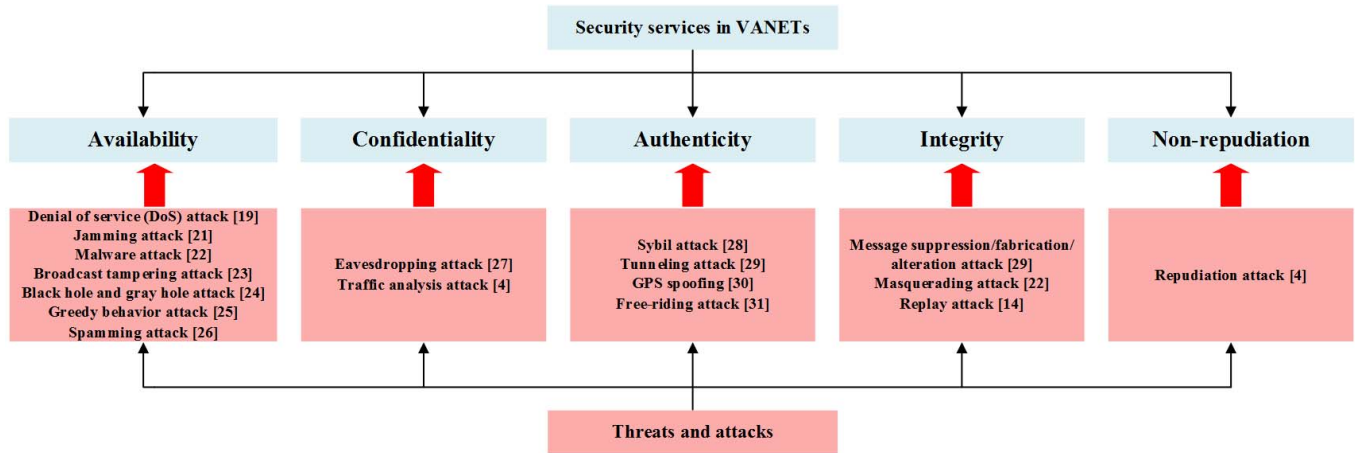 Security services in VANETs
Availability
Confidentiality
Authenticity
Integrity
Non-repudiation
Denial of service (DoS) attack [19]
Jamming attack [21]
Malware attack [22]
Broadcast tampering attack [23]
Black hole and gray hole attack [24]
Greedy behavior attack [25]
Spamming attack [26]
Eavesdropping attack [27]
Traffic analysis attack [4]
Sybil attack [28]
Tunneling attack [29]
GPS spoofing [30]
Free-riding attack [31]
Message suppression/fabrication/
alteration attack [29]
Masquerading attack [22]
Replay attack [14]
Repudiation attack [4]
Threats and attacks